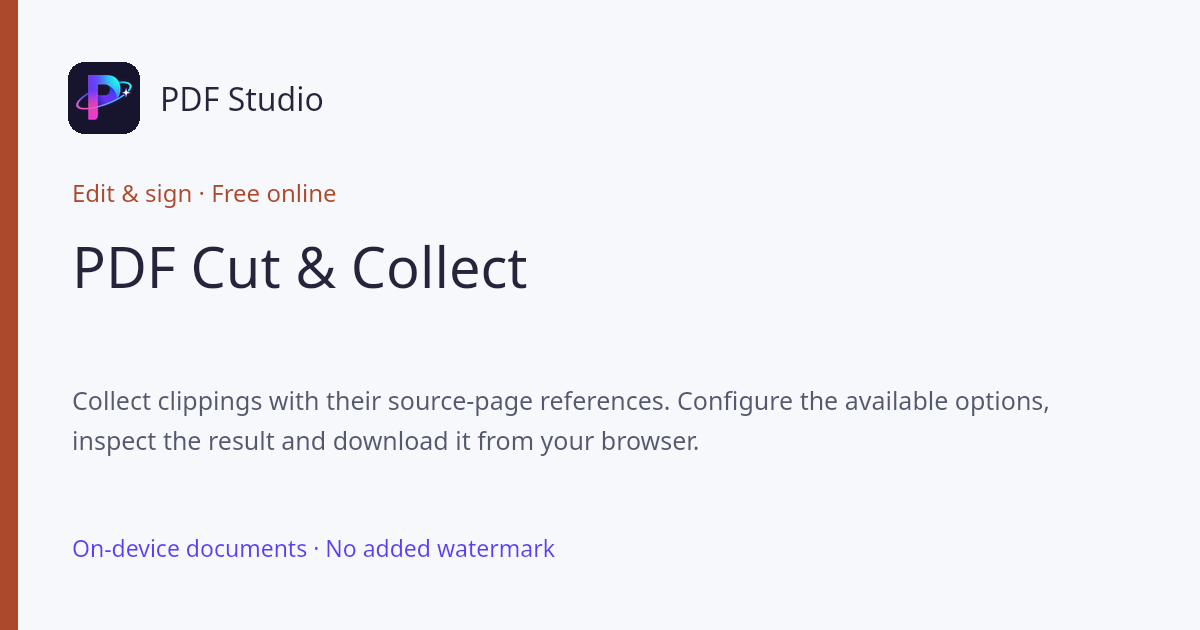 PDF Studio
Edit & sign · Free online
PDF Cut & Collect
Collect clippings with their source-page references. Configure the available options,
inspect the result and download it from your browser.
On-device documents · No added watermark